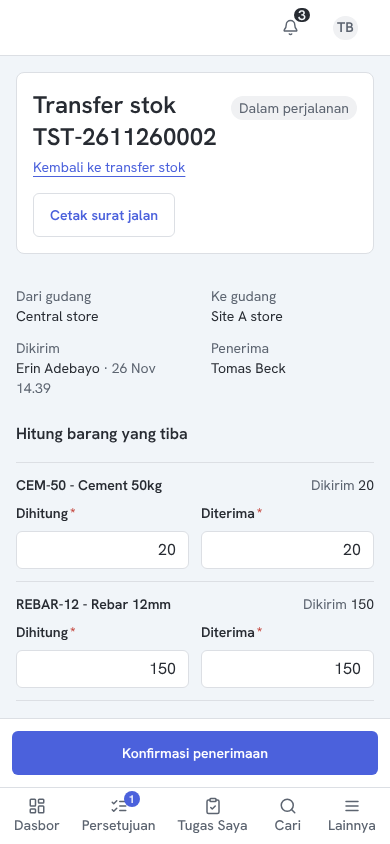 3
TB
Transfer stok
TST-2611260002
Dalam perjalanan
Kembali ke transfer stok
Cetak surat jalan
Dari gudang
Central store
Ke gudang
Site A store
Dikirim
Erin Adebayo · 26 Nov
14.39
Penerima
Tomas Beck
Hitung barang yang tiba
CEM-50 - Cement 50kg
Dikirim 20
Dihitung*
Diterima*
20
20
REBAR-12 - Rebar 12mm
Dikirim 150
Dihitung*
Diterima*
150
150
Konfirmasi penerimaan
1
Dasbor
Persetujuan
Tugas Saya
Cari
Lainnya